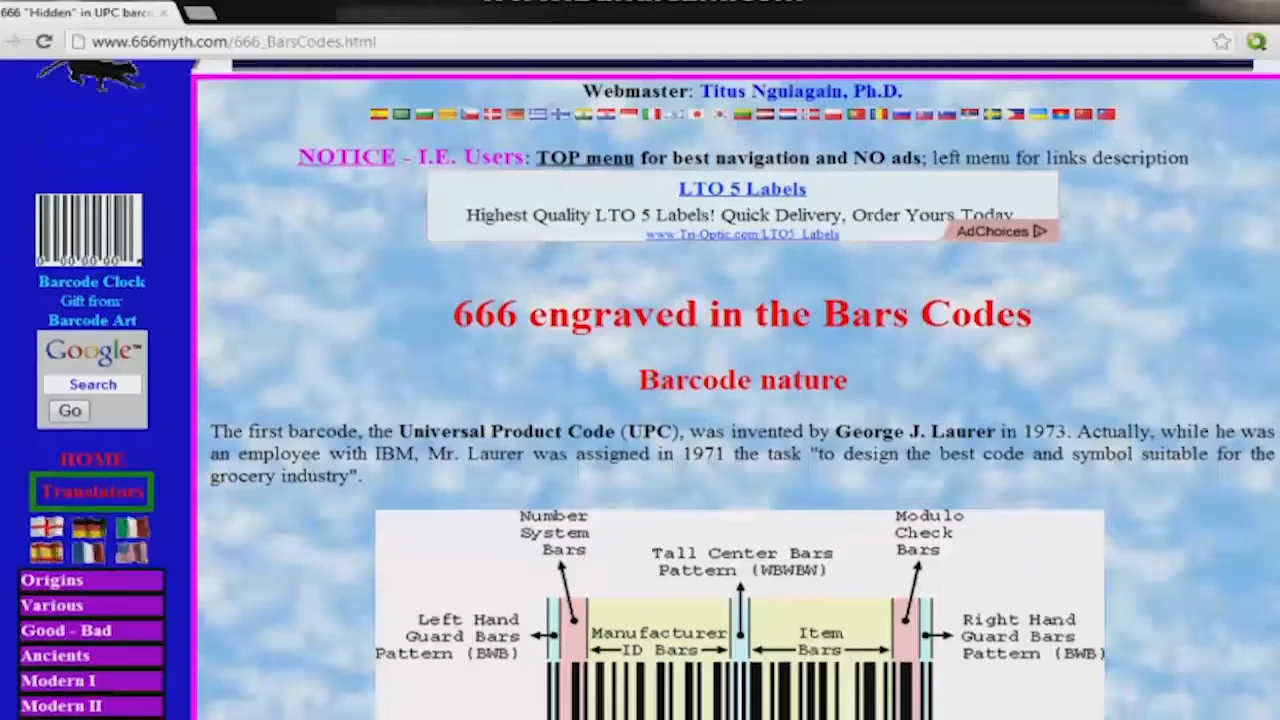 666 "Hidden" in UPC barc
www.666myth.com/666_BarsCodes.html
Webmaster: Titus Nguiagain, Ph.D.
NOTICE - I.E. Users: TOP menu for best navigation and NO ads; left menu for links description
LTO 5 Labels
Highest Quality LTO 5 Labels! Quick Delivery, Order Yours Today
www.Tri-Optic.com/LTO5_Labels
AdChoices
Barcode Clock
Gift from:
Barcode Art
Google™
Search
Go
HOME
Translators
Origins
Various
Good - Bad
Ancients
Modern I
Modern II
666 engraved in the Bars Codes
Barcode nature
The first barcode, the Universal Product Code (UPC), was invented by George J. Laurer in 1973. Actually, while he was
an employee with IBM, Mr. Laurer was assigned in 1971 the task "to design the best code and symbol suitable for the
grocery industry".
Number
System
Bars
Modulo
Check
Bars
Tall Center Bars
Pattern (WBWBW)
Left Hand
Guard Bars
Pattern (BWB)
Manufacturer
ID Bars
Item
Bars
Right Hand
Guard Bars
Pattern (BWB)